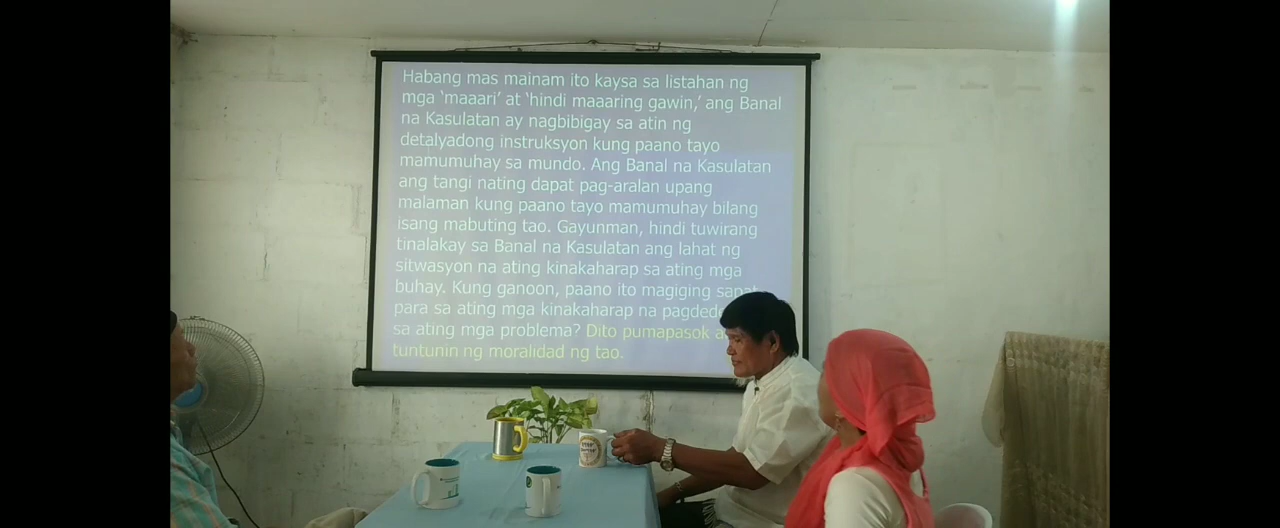 Habang mas mainam ito kaysa sa listahan ng
mga ‘maaari’ at ‘hindi maaaring gawin,’ ang Banal
na Kasulatan ay nagbibigay sa atin ng
detalyadong instruksyon kung paano tayo
mamumuhay sa mundo. Ang Banal na Kasulatan
ang tangi nating dapat pag-aralan upang
malaman kung paano tayo mamumuhay bilang
isang mabuting tao. Gayunman, hindi tuwirang
tinalakay sa Banal na Kasulatan ang lahat ng
sitwasyon na ating kinakaharap sa ating mga
buhay. Kung ganoon, paano ito magiging sapat
para sa ating mga kinakaharap na
sa ating mga problema? Dito pumapasok
tuntunin ng moralidad ng tao.